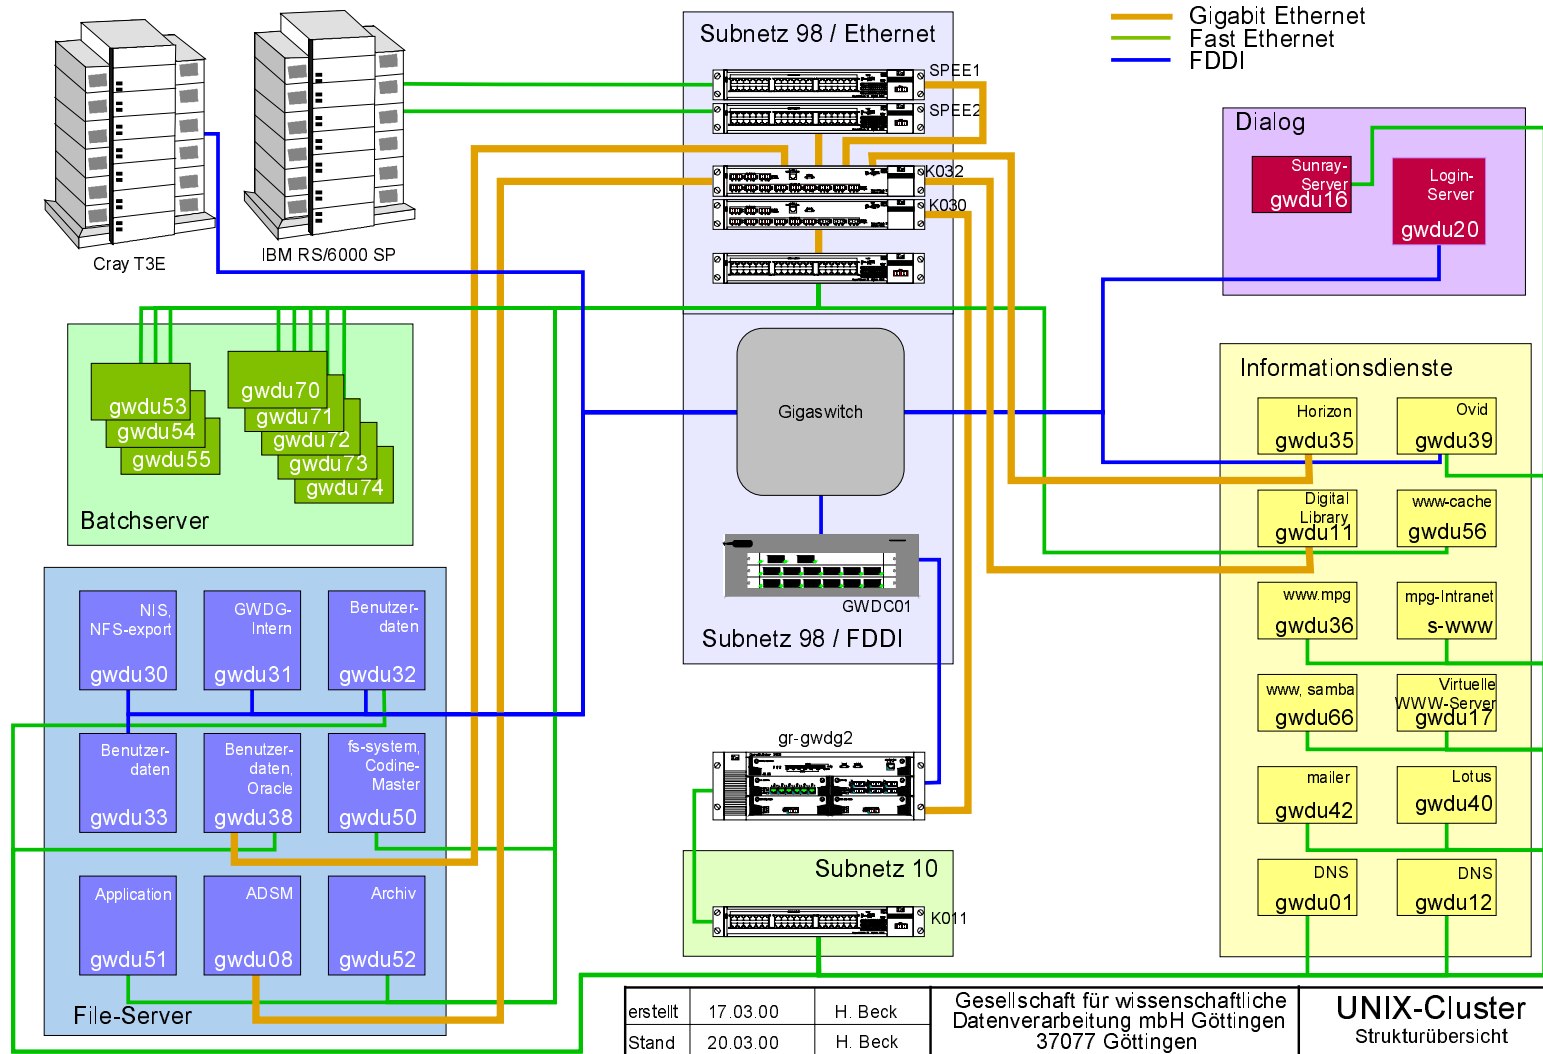 Gigabit Ethernet
Fast Ethernet
FDDI
Subnetz 98 / Ethernet
SPEE1
SPEE2
K032
K030
Cray T3E
IBM RS/6000 SP
Dialog
Sunray-
Server
gwdu16
Login-
Server
gwdu20
gwdu53
gwdu54
gwdu55
gwdu70
gwdu71
gwdu72
gwdu73
gwdu74
Batchserver
Gigaswitch
GWDC01
Subnetz 98 / FDDI
Informationsdienste
Horizon
gwdu35
Ovid
gwdu39
Digital
Library
gwdu11
www-cache
gwdu56
www.mpg
gwdu36
mpg-Intranet
s-www
www, samba
gwdu66
Virtuelle
WWW-Server
gwdu17
mailer
gwdu42
Lotus
gwdu40
DNS
gwdu01
DNS
gwdu12
NIS,
NFS-export
gwdu30
GWDG-
Intern
gwdu31
Benutzer-
daten
gwdu32
Benutzer-
daten
gwdu33
Benutzer-
daten,
Oracle
gwdu38
fs-system,
Codine-
Master
gwdu50
Application
gwdu51
ADSM
gwdu08
Archiv
gwdu52
File-Server
gr-gwdg2
Subnetz 10
K011
erstellt 17.03.00 H. Beck
Stand 20.03.00 H. Beck
Gesellschaft für wissenschaftliche
Datenverarbeitung mbH Göttingen
37077 Göttingen
UNIX-Cluster
Strukturübersicht